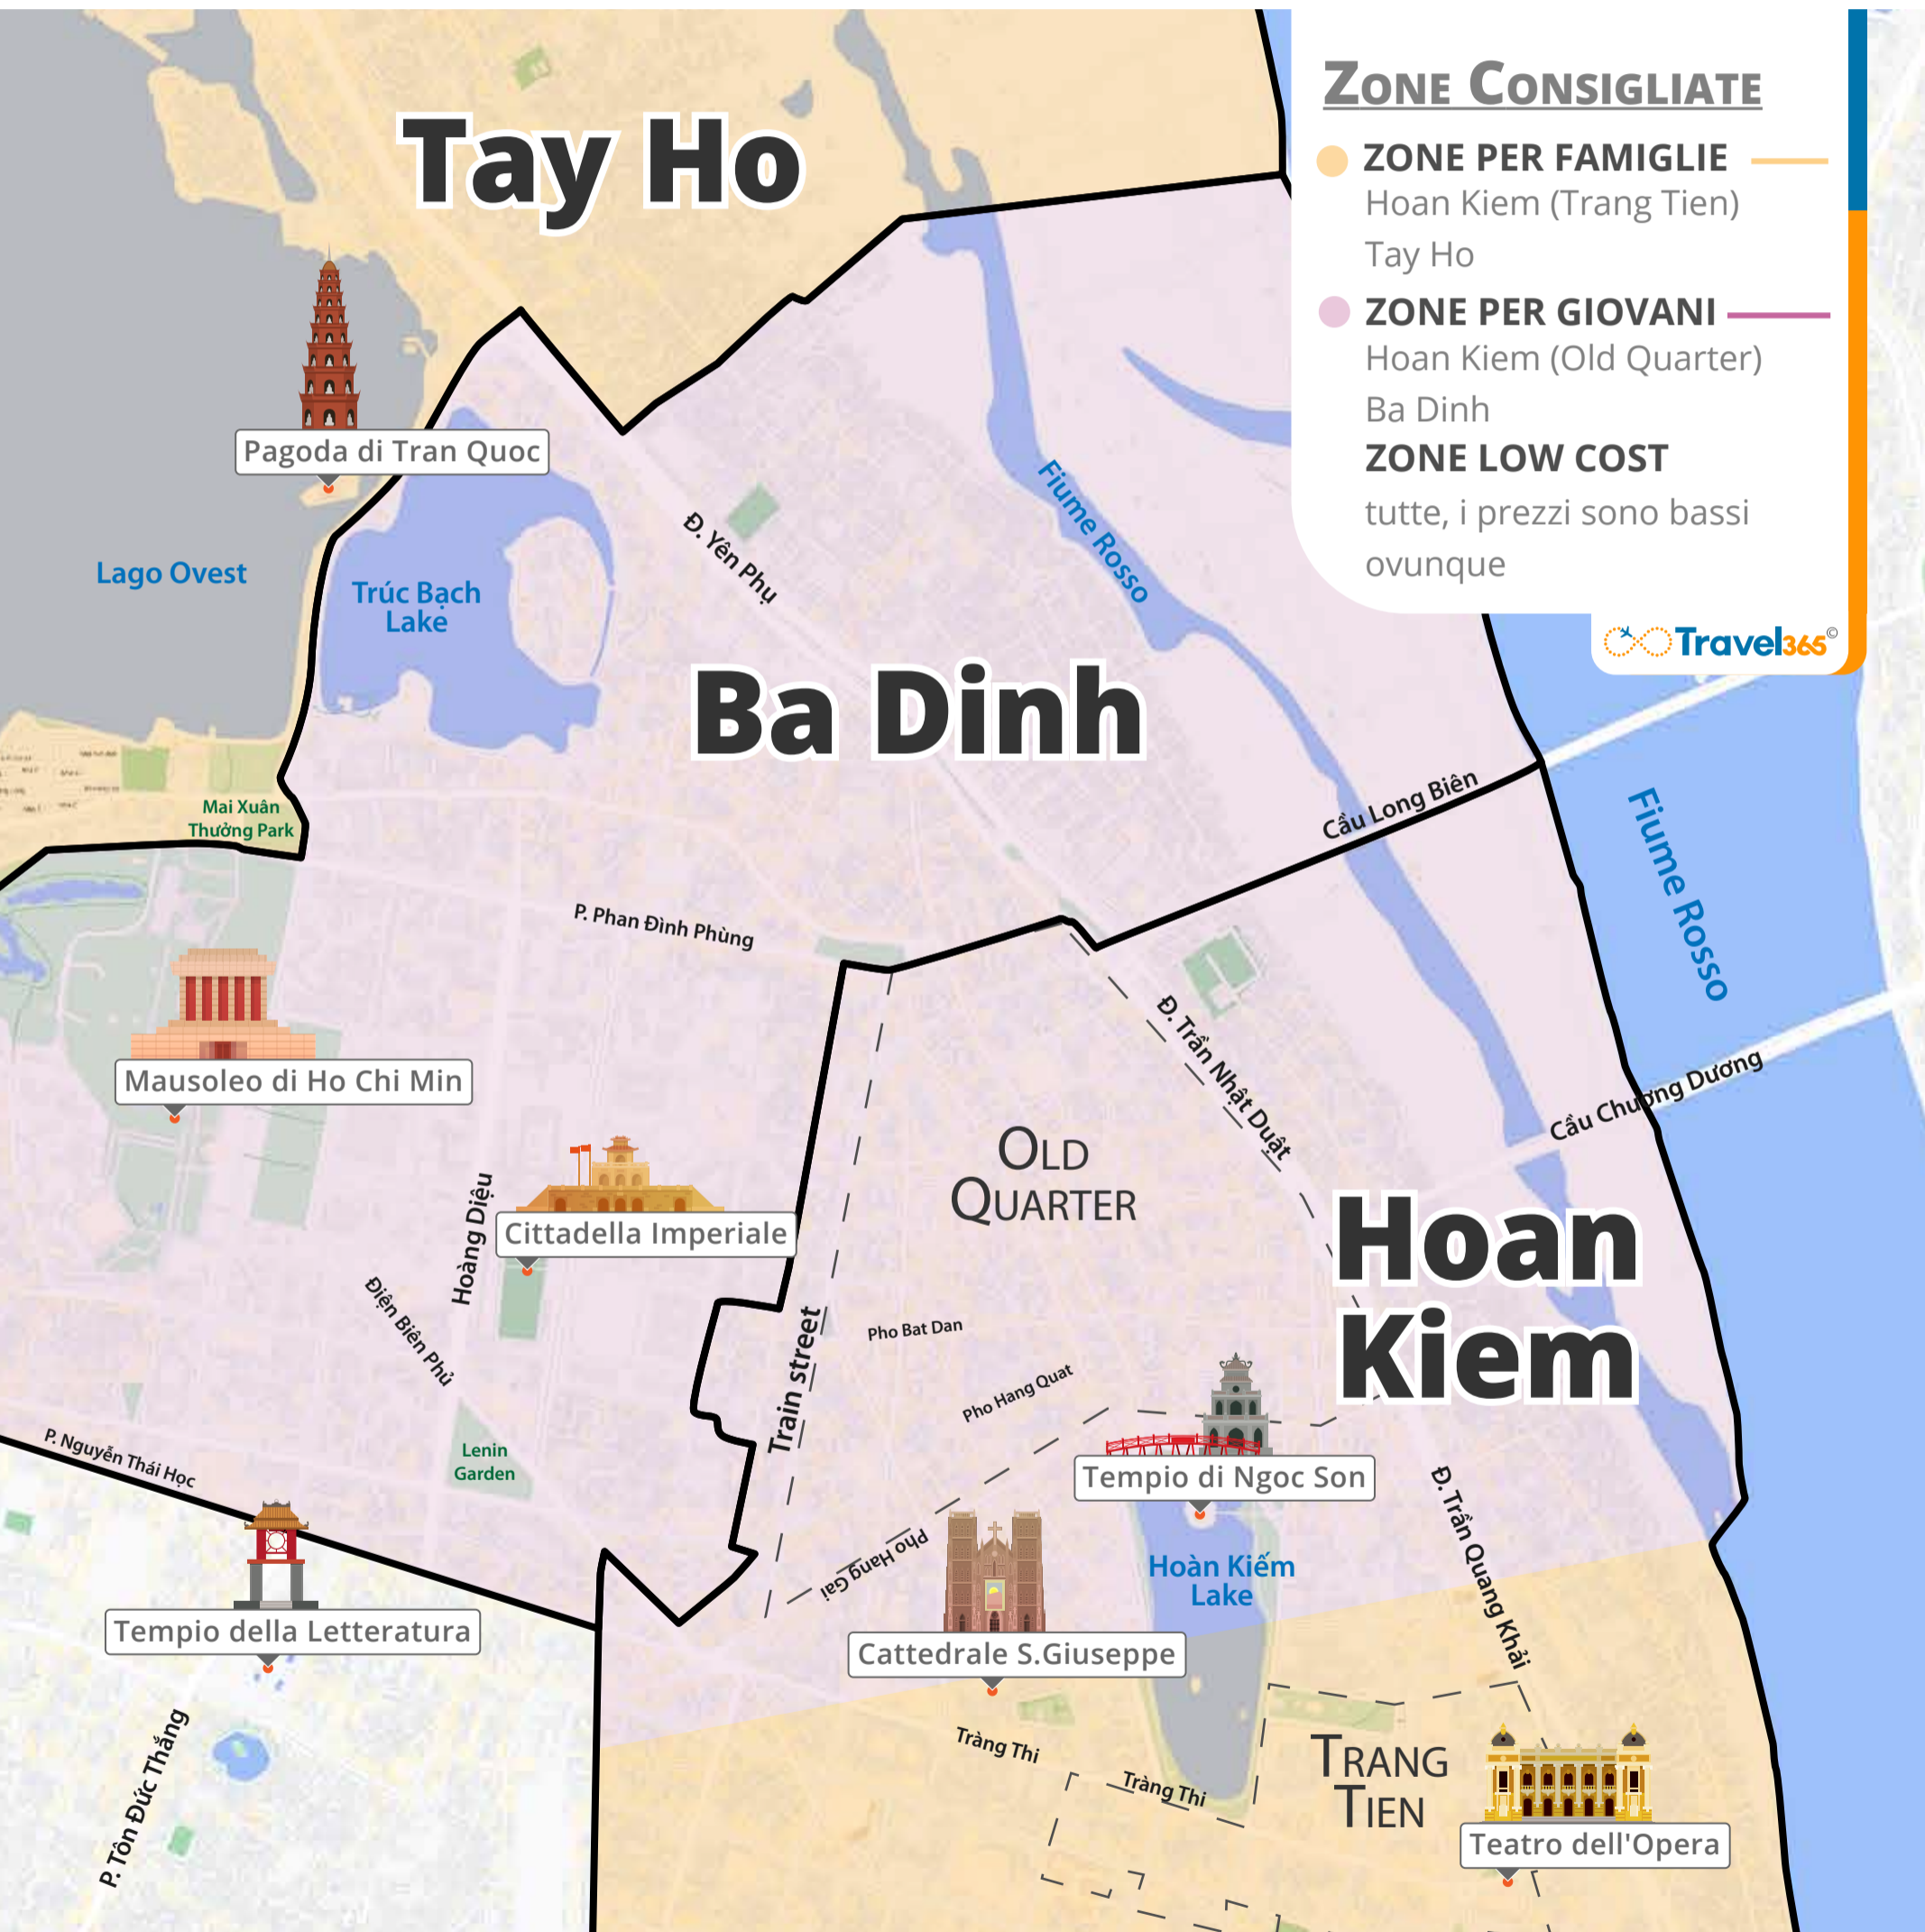 ZONE CONSIGLIATE
ZONE PER FAMIGLIE
Hoan Kiem (Trang Tien)
Tay Ho
ZONE PER GIOVANI
Hoan Kiem (Old Quarter)
Ba Dinh
ZONE LOW COST
tutte, i prezzi sono bassi
ovunque
Travel365©
Tay Ho
Pagoda di Tran Quoc
Lago Ovest
Trúc Bạch
Lake
Đ. Yên Phụ
Fiume Rosso
Ba Dinh
Mai Xuân
Thưởng Park
Cầu Long Biên
Fiume Rosso
P. Phan Đình Phùng
Mausoleo di Ho Chi Min
Đ. Trần Nhật Duật
Cầu Chương Dương
OLD
QUARTER
Hoàng Diệu
Cittadella Imperiale
Hoan
Kiem
Điện Biên Phủ
Train street
Pho Bat Dan
Pho Hang Quat
P. Nguyễn Thái Học
Lenin
Garden
Tempio di Ngoc Son
Đ. Trần Quang Khải
Pho Hang Gai
Hoàn Kiếm
Lake
Tempio della Letteratura
Cattedrale S.Giuseppe
P. Tôn Đức Thắng
Tràng Thi
Tràng Thi
TRANG
TIEN
Teatro dell'Opera